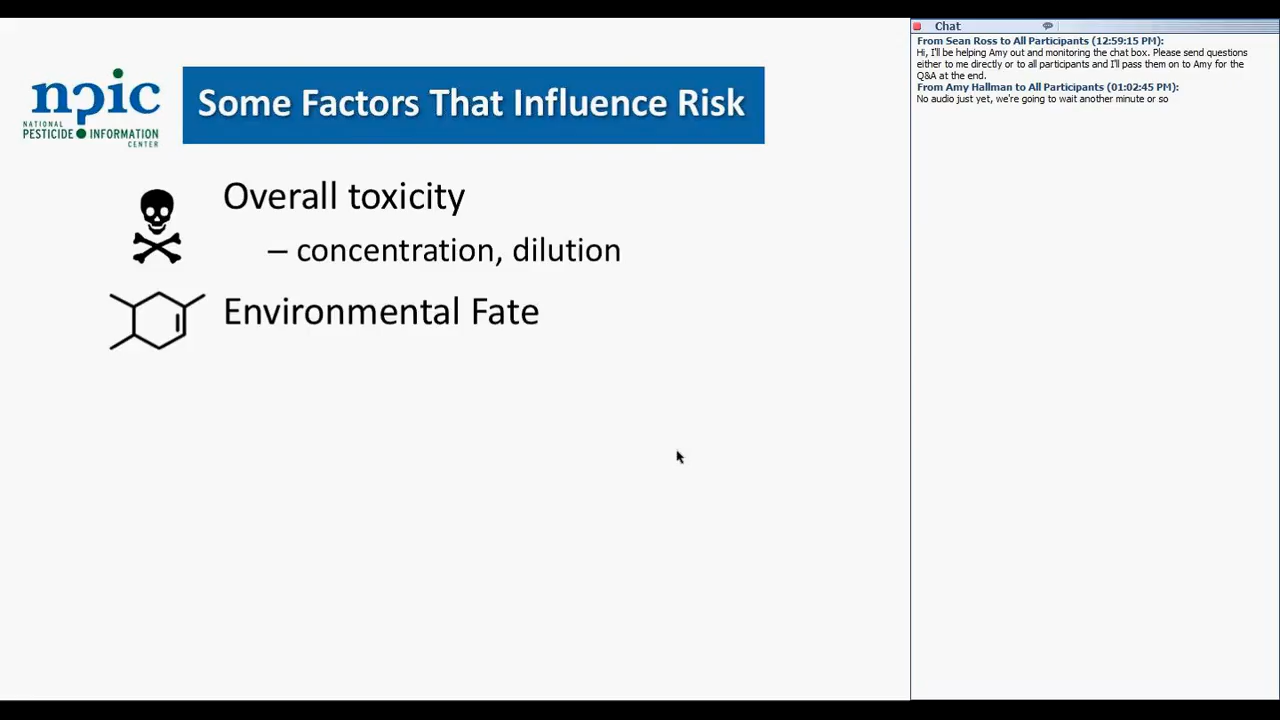 npic
NATIONAL
PESTICIDE INFORMATION
CENTER
Some Factors That Influence Risk
Overall toxicity
– concentration, dilution
Environmental Fate
Chat
From Sean Ross to All Participants (12:59:15 PM):
Hi, I'll be helping Amy out and monitoring the chat box. Please send questions
either to me directly or to all participants and I'll pass them on to Amy for the
Q&A at the end.
From Amy Hallman to All Participants (01:02:45 PM):
No audio just yet, we're going to wait another minute or so